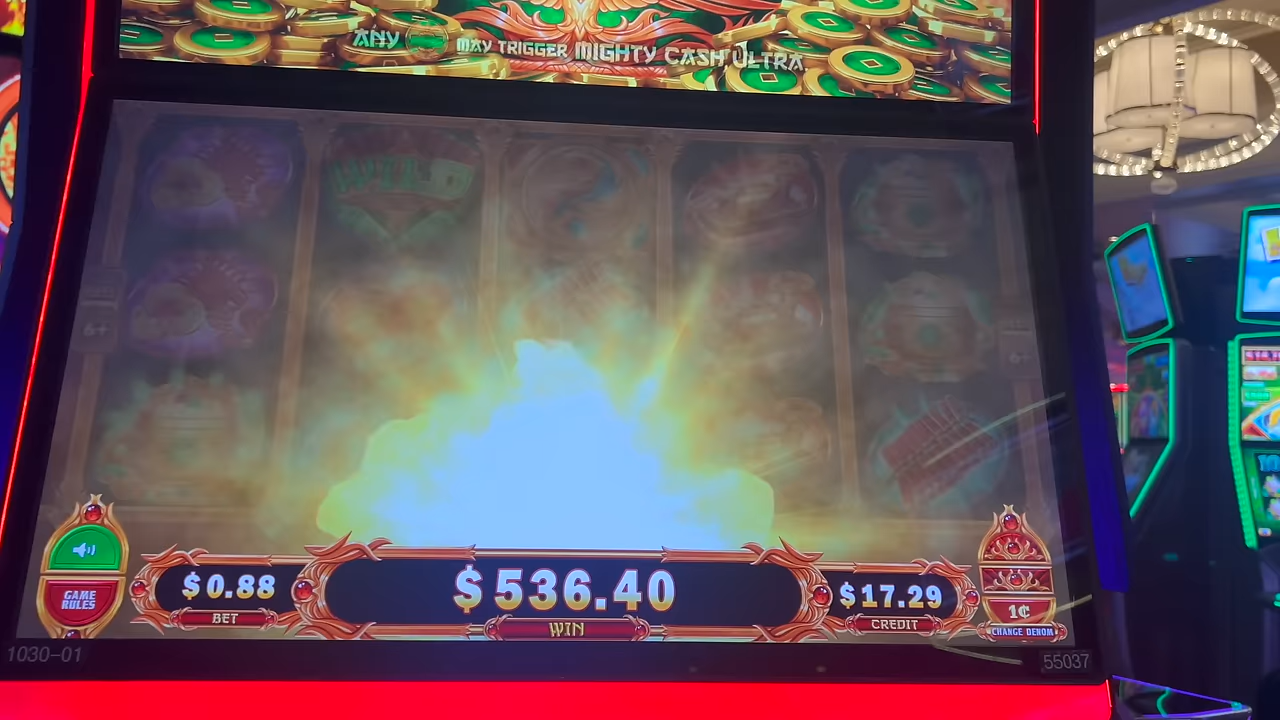 ANY MAY TRIGGER MIGHTY CASH ULTRA
WILD
GAME
RULES
$0.88
BET
$536.40
WIN
$17.29
CREDIT
1¢
CHANGE DENOM
1030-01
55037